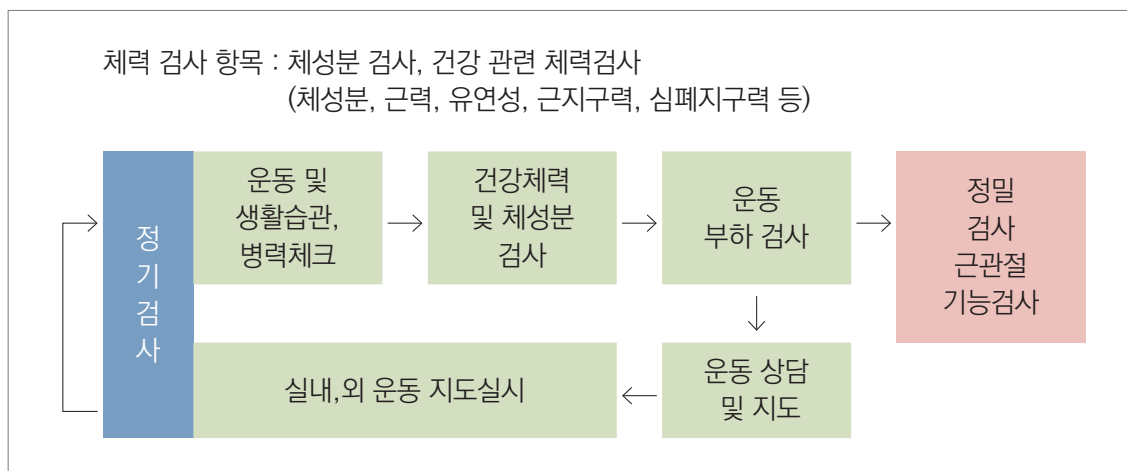 체력 검사 항목 : 체성분 검사, 건강 관련 체력검사
(체성분, 근력, 유연성, 근지구력, 심폐지구력 등)
정
기
검
사
운동 및
생활습관,
병력체크
건강체력
및 체성분
검사
운동
부하 검사
정밀
검사
근관절
기능검사
실내,외 운동 지도실시
운동 상담
및 지도